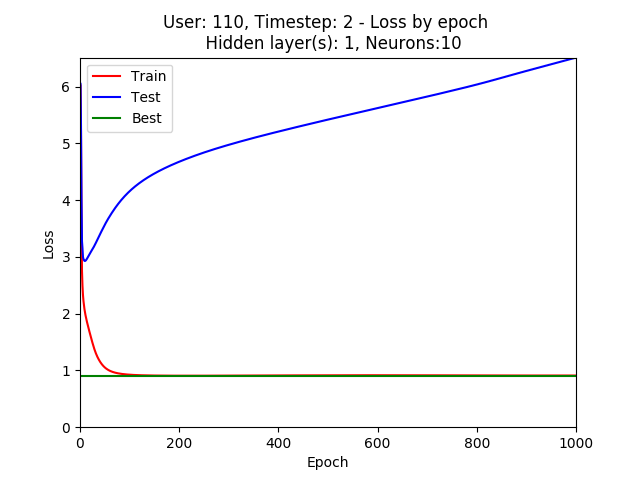 User: 110, Timestep: 2 - Loss by epoch
Hidden layer(s): 1, Neurons:10
Train
Test
Best
6
5
4
3
2
1
0
Loss
0 200 400 600 800 1000
Epoch